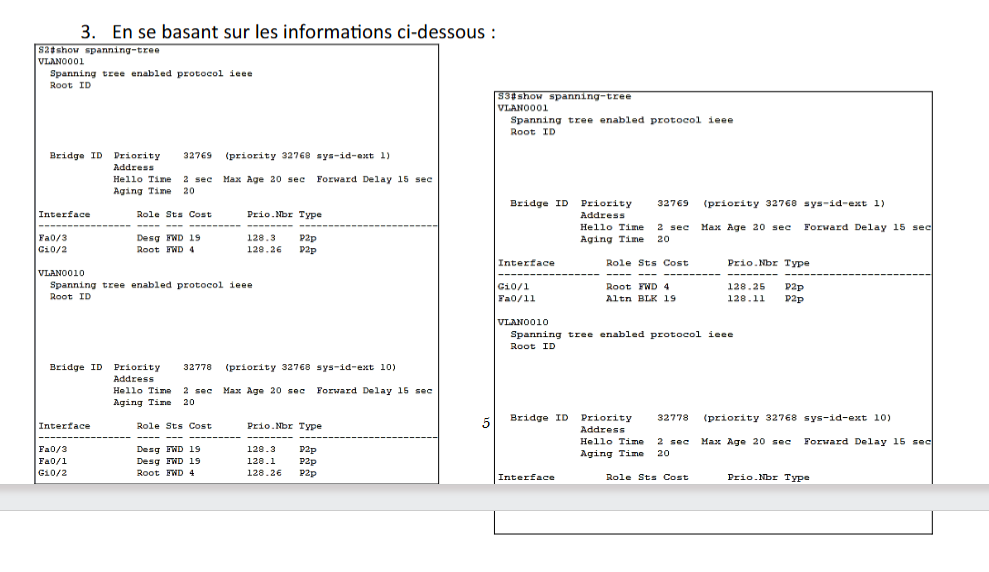 3. En se basant sur les informations ci-dessous :
S2#show spanning-tree
VLAN0001
Spanning tree enabled protocol ieee
Root ID
Bridge ID Priority 32769 (priority 32768 sys-id-ext 1)
Address
Hello Time 2 sec Max Age 20 sec Forward Delay 15 sec
Aging Time 20
Interface Role Sts Cost Prio.Nbr Type
---------------- ---- --- --------- -------- --------------------------------
Fa0/3 Desg FWD 19 128.3 P2p
Gi0/2 Root FWD 4 128.26 P2p
VLAN0010
Spanning tree enabled protocol ieee
Root ID
Bridge ID Priority 32778 (priority 32768 sys-id-ext 10)
Address
Hello Time 2 sec Max Age 20 sec Forward Delay 15 sec
Aging Time 20
Interface Role Sts Cost Prio.Nbr Type
---------------- ---- --- --------- -------- --------------------------------
Fa0/3 Desg FWD 19 128.3 P2p
Fa0/1 Desg FWD 19 128.1 P2p
Gi0/2 Root FWD 4 128.26 P2p
S3#show spanning-tree
VLAN0001
Spanning tree enabled protocol ieee
Root ID
Bridge ID Priority 32769 (priority 32768 sys-id-ext 1)
Address
Hello Time 2 sec Max Age 20 sec Forward Delay 15 sec
Aging Time 20
Interface Role Sts Cost Prio.Nbr Type
---------------- ---- --- --------- -------- --------------------------------
Gi0/1 Root FWD 4 128.25 P2p
Fa0/11 Altn BLK 19 128.11 P2p
VLAN0010
Spanning tree enabled protocol ieee
Root ID
5
Bridge ID Priority 32778 (priority 32768 sys-id-ext 10)
Address
Hello Time 2 sec Max Age 20 sec Forward Delay 15 sec
Aging Time 20
Interface Role Sts Cost Prio.Nbr Type